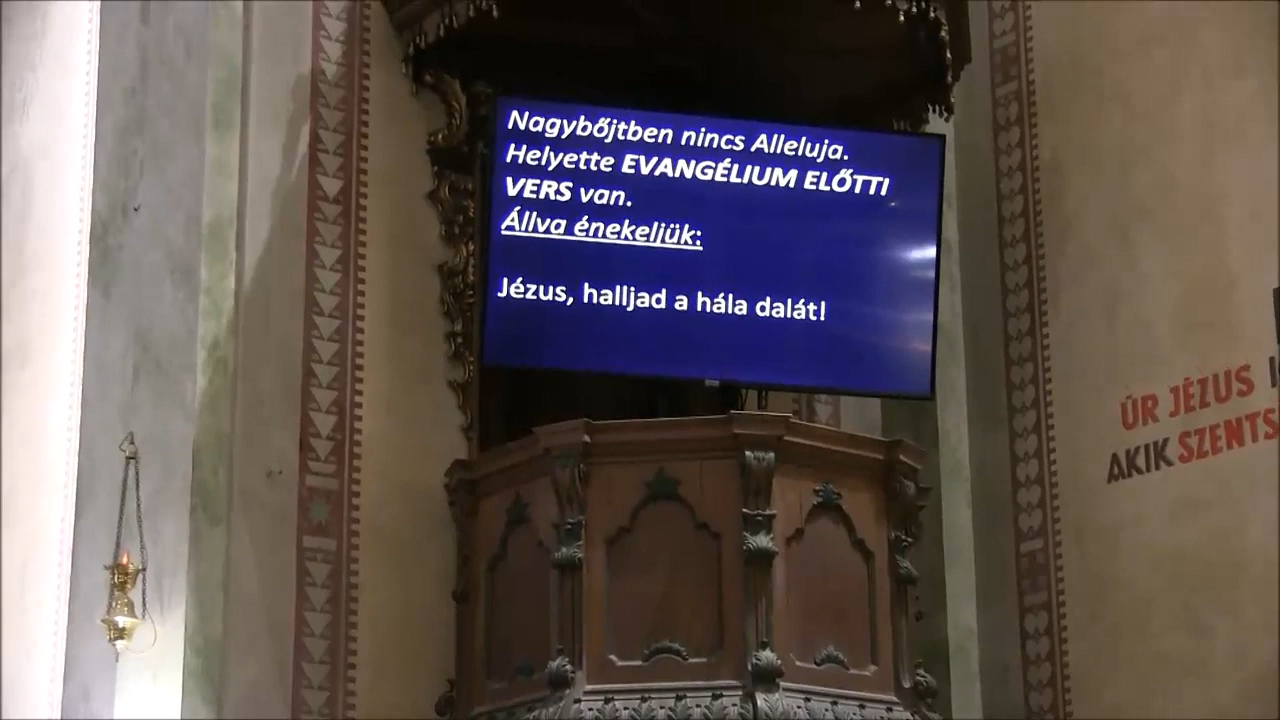 Nagybőjtben nincs Alleluja.
Helyette EVANGÉLIUM ELŐTTI
VERS van.
Állva énekeljük:
Jézus, halljad a hála dalát!
ÚR JÉZUS
AKIK SZENTS